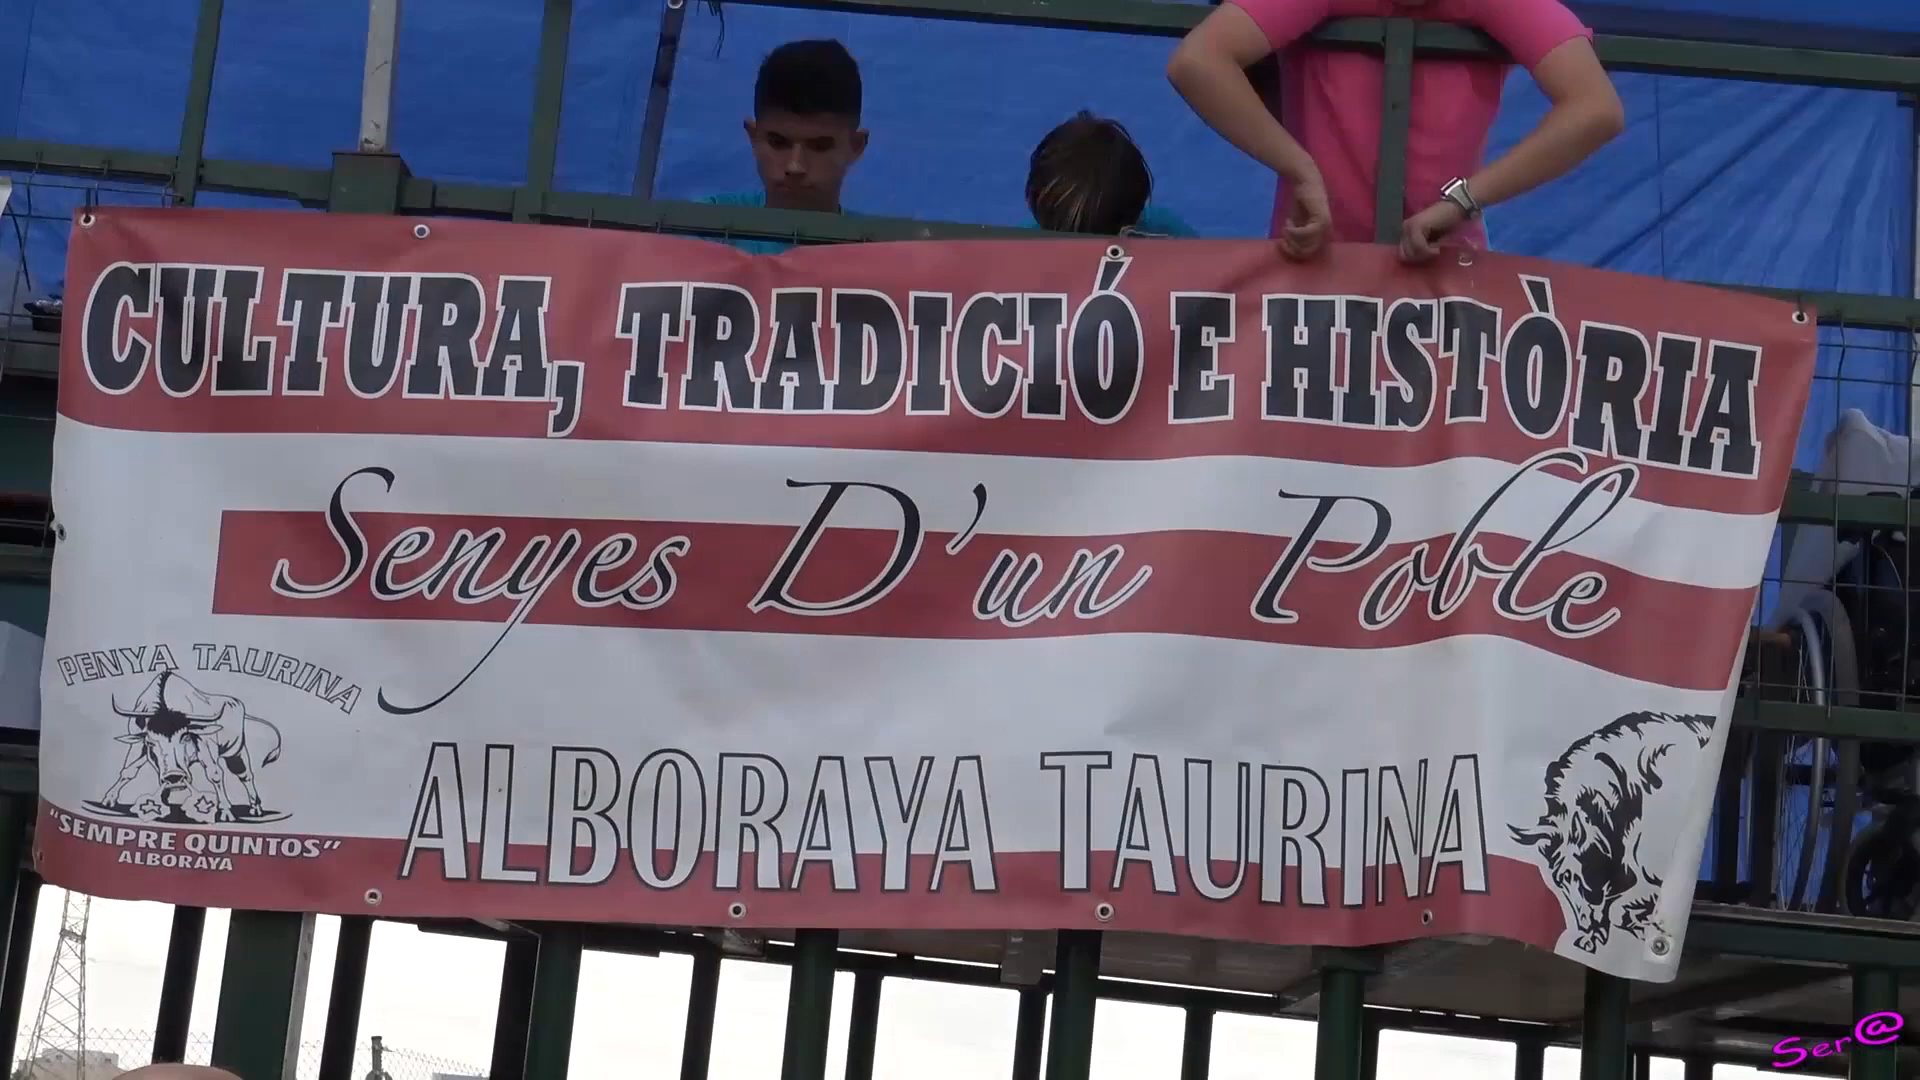 CULTURA, TRADICIÓ E HISTÒRIA
Senyes D'un Poble
PENYA TAURINA
"SEMPRE QUINTOS"
ALBORAYA
ALBORAYA TAURINA
Ser@